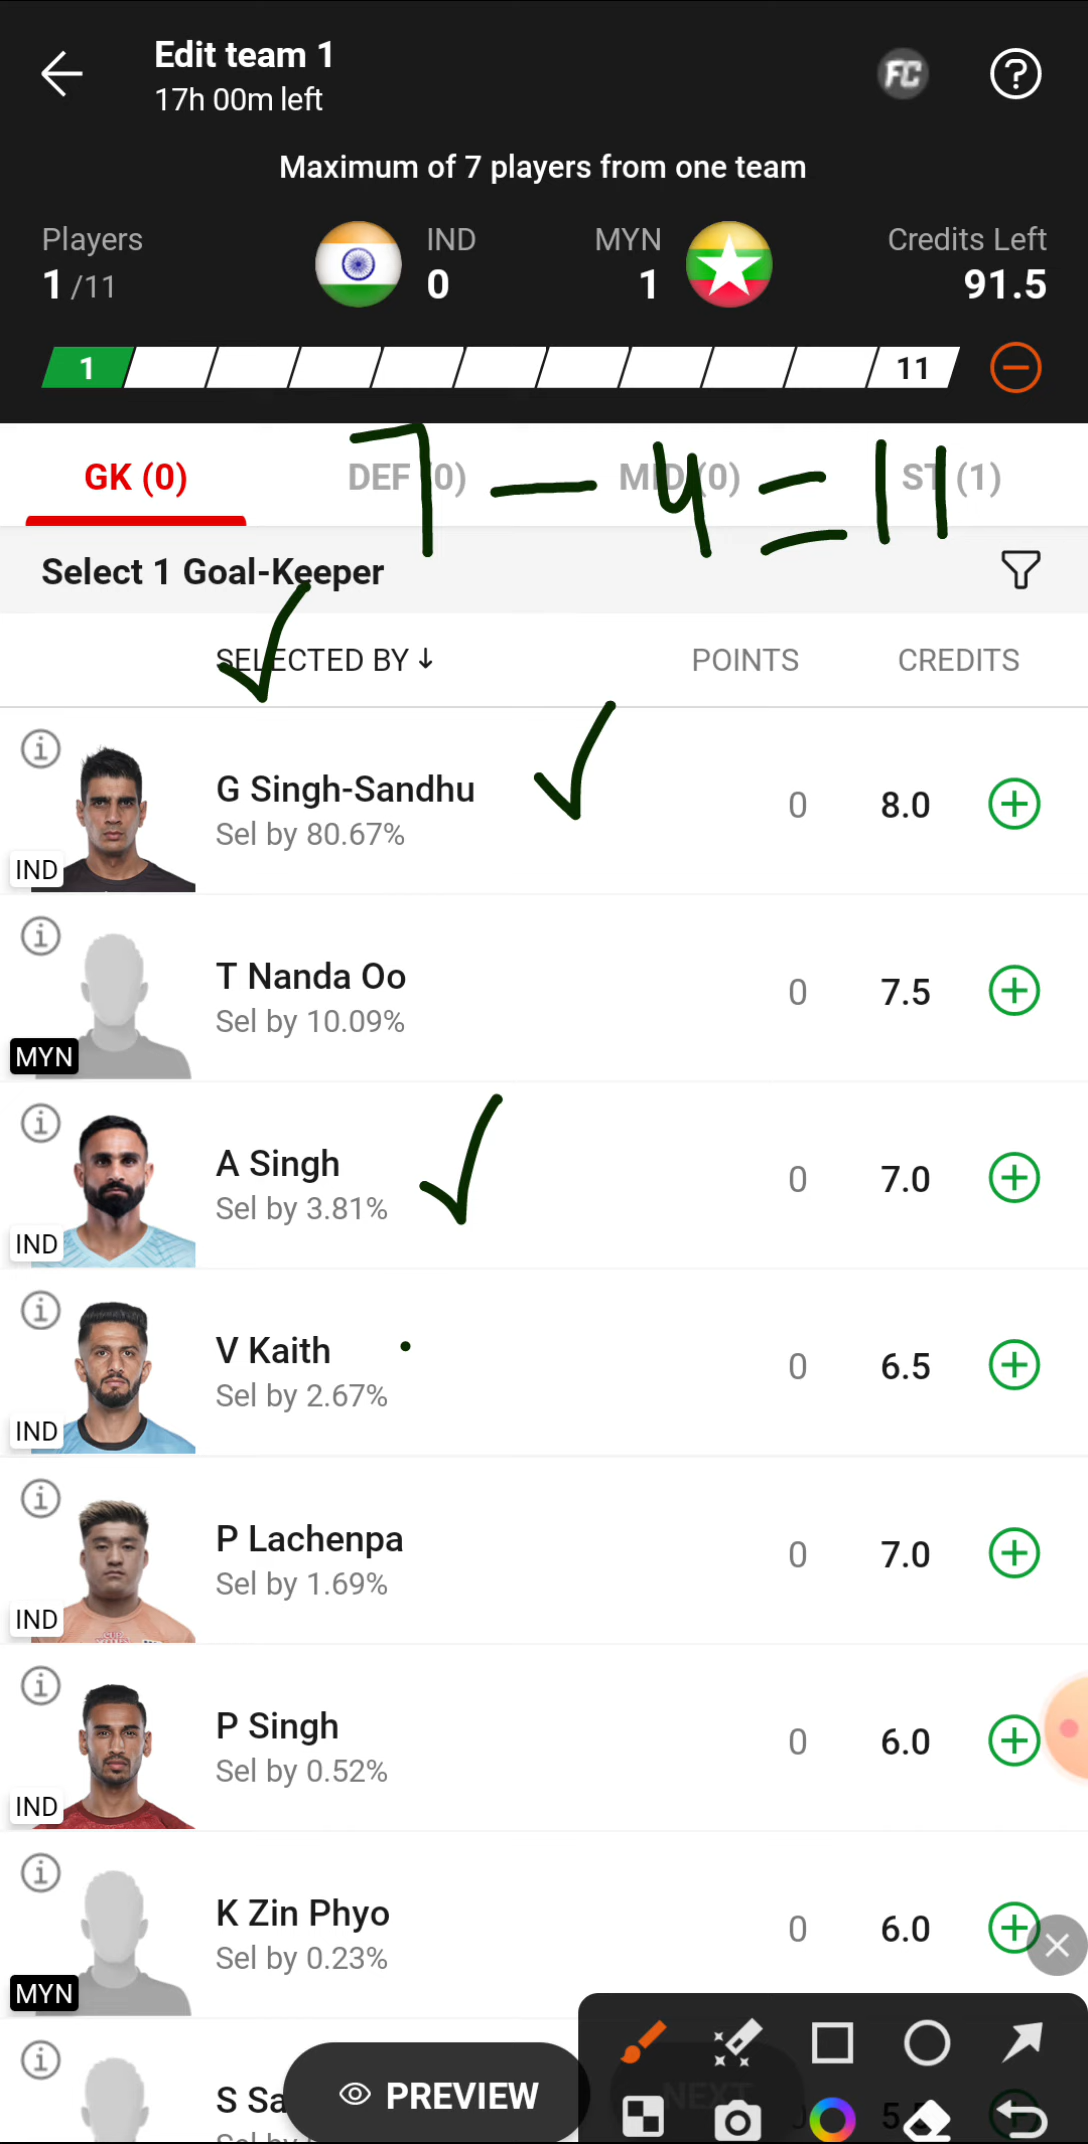 Edit team 1
17h 00m left
FC
?
Maximum of 7 players from one team
Players
1 /11
IND
0
MYN
1
Credits Left
91.5
1
11
GK (0)
DEF (0)
MID (0)
ST (1)
7 — 4 = 11
Select 1 Goal-Keeper
SELECTED BY ↓
POINTS
CREDITS
G Singh-Sandhu
Sel by 80.67%
0
8.0
IND
T Nanda Oo
Sel by 10.09%
0
7.5
MYN
A Singh
Sel by 3.81%
0
7.0
IND
V Kaith
Sel by 2.67%
0
6.5
IND
P Lachenpa
Sel by 1.69%
0
7.0
IND
P Singh
Sel by 0.52%
0
6.0
IND
K Zin Phyo
Sel by 0.23%
0
6.0
MYN
S Sa
PREVIEW
NEXT